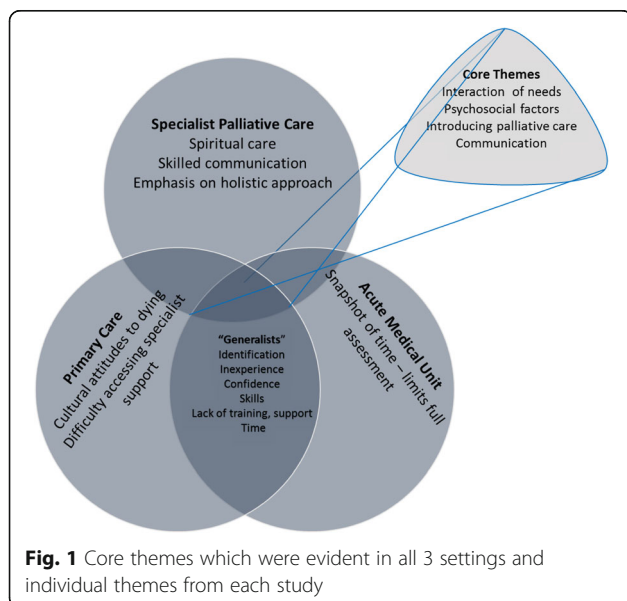 Specialist Palliative Care
Spiritual care
Skilled communication
Emphasis on holistic approach
Core Themes
Interaction of needs
Psychosocial factors
Introducing palliative care
Communication
Primary Care
Cultural attitudes to dying
Difficulty accessing specialist
support
"Generalists"
Identification
Inexperience
Confidence
Skills
Lack of training, support
Time
Acute Medical Unit
Snapshot of time – limits full
assessment
Fig. 1 Core themes which were evident in all 3 settings and
individual themes from each study